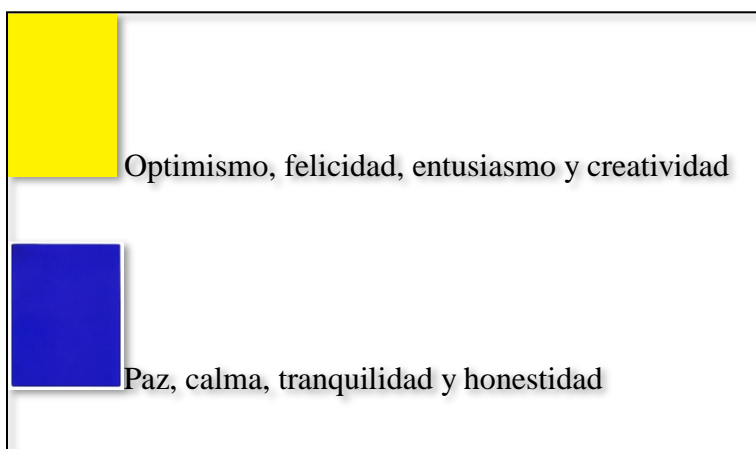 Optimismo, felicidad, entusiasmo y creatividad
Paz, calma, tranquilidad y honestidad